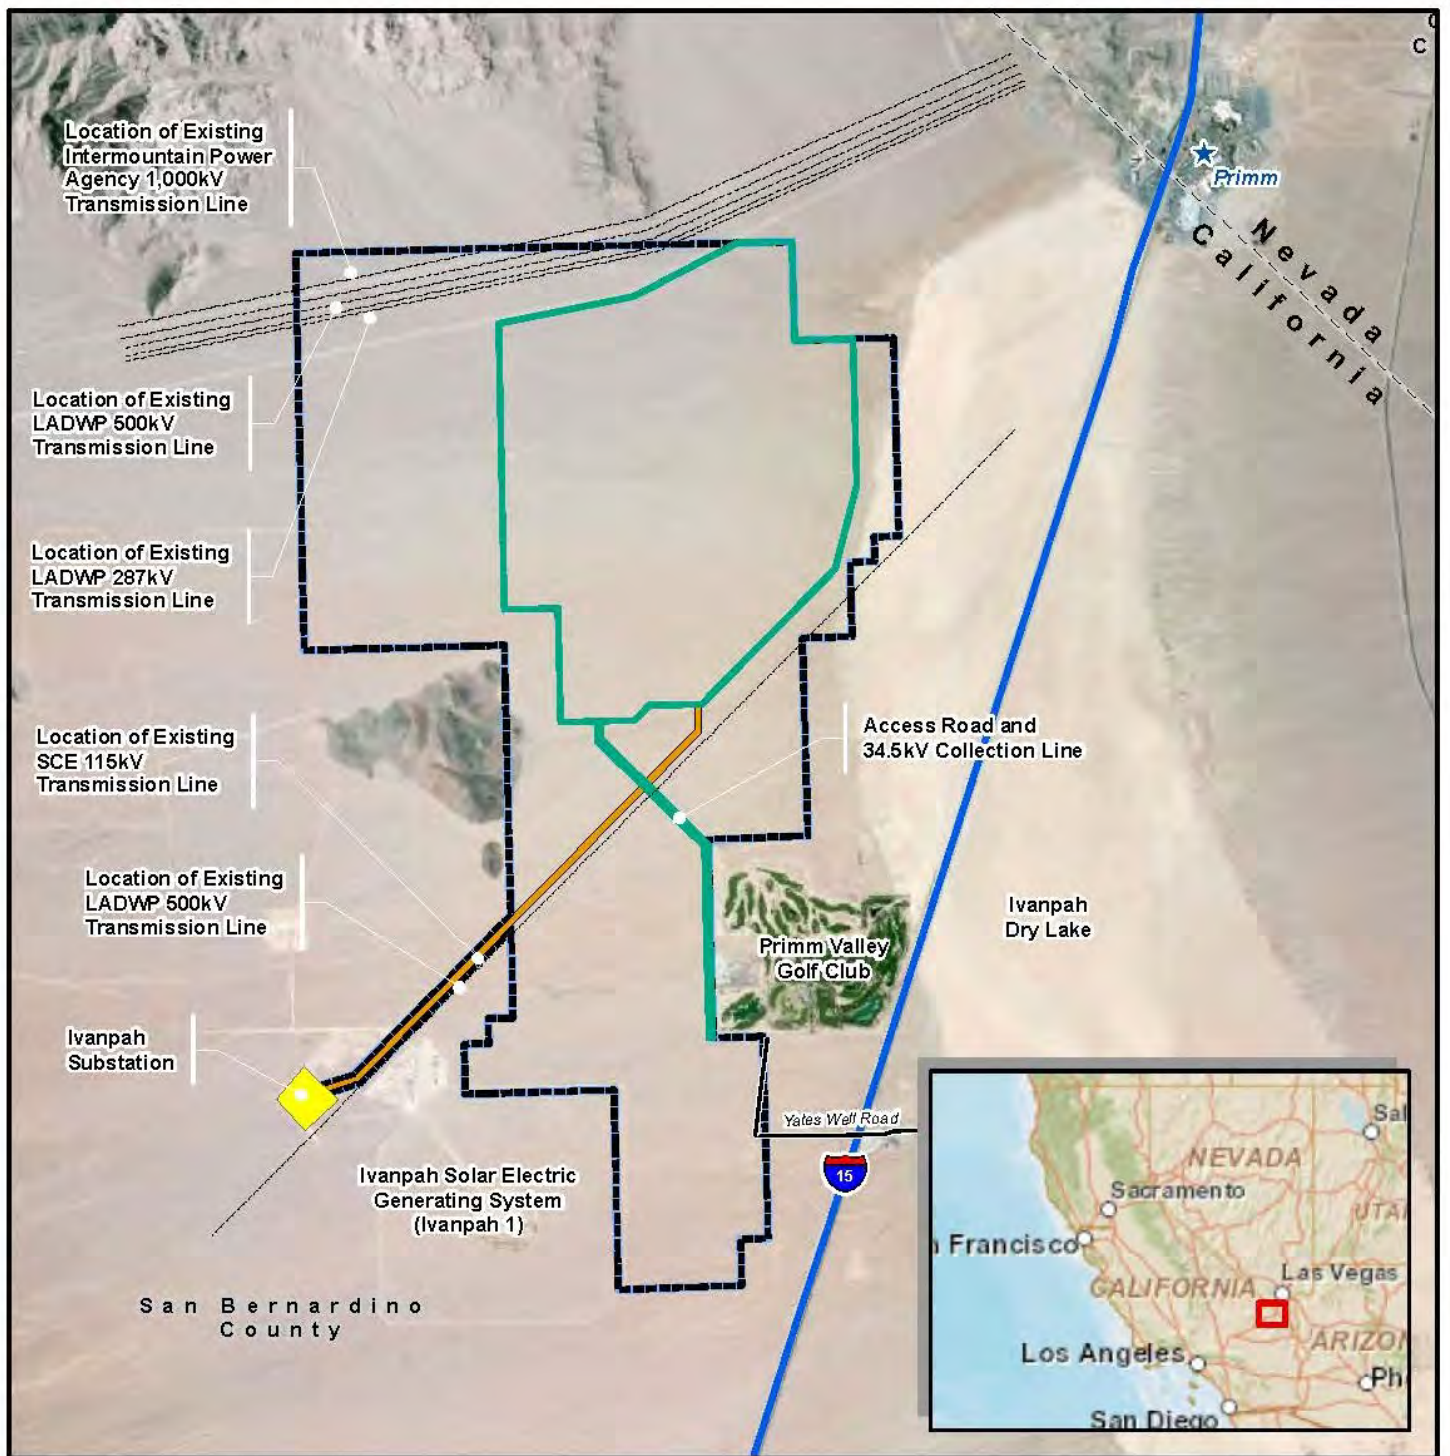 C
C
Location of Existing
Intermountain Power
Agency 1,000kV
Transmission Line
Primm
Nevada
California
Location of Existing
LADWP 500kV
Transmission Line
Location of Existing
LADWP 287kV
Transmission Line
Location of Existing
SCE 115kV
Transmission Line
Access Road and
34.5kV Collection Line
Location of Existing
LADWP 500kV
Transmission Line
Primm Valley
Golf Club
Ivanpah
Dry Lake
Ivanpah
Substation
Yates Well Road
15
Ivanpah Solar Electric
Generating System
(Ivanpah 1)
San Bernardino
County
Sal
NEVADA
Sacramento
UTA
n Francisco
Las Vegas
CALIFORNIA
ARIZO
Los Angeles
Ph
San Diego